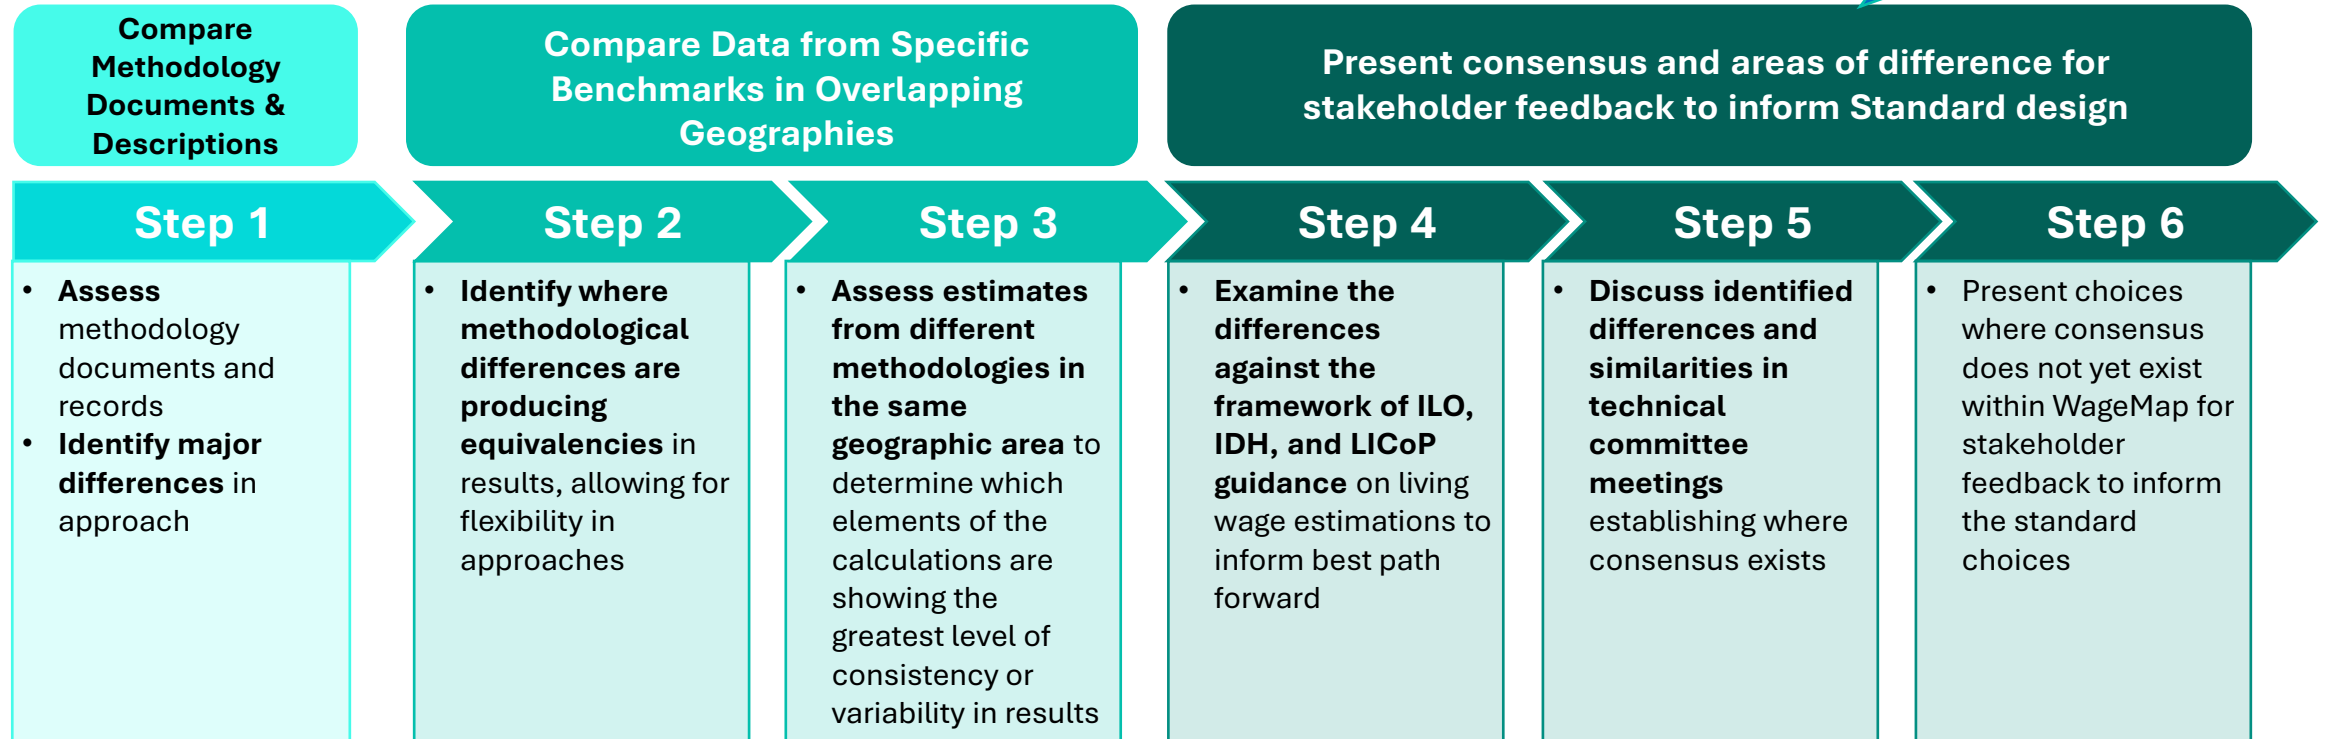 Compare
Methodology
Documents &
Descriptions
Compare Data from Specific
Benchmarks in Overlapping
Geographies
Present consensus and areas of difference for
stakeholder feedback to inform Standard design
Step 1
Step 2
Step 3
Step 4
Step 5
Step 6
• Assess
methodology
documents and
records
• Identify major
differences in
approach
• Identify where
methodological
differences are
producing
equivalencies in
results, allowing for
flexibility in
approaches
• Assess estimates
from different
methodologies in
the same
geographic area to
determine which
elements of the
calculations are
showing the
greatest level of
consistency or
variability in results
• Examine the
differences
against the
framework of ILO,
IDH, and LICoP
guidance on living
wage estimations to
inform best path
forward
• Discuss identified
differences and
similarities in
technical
committee
meetings
establishing where
consensus exists
• Present choices
where consensus
does not yet exist
within WageMap for
stakeholder
feedback to inform
the standard
choices